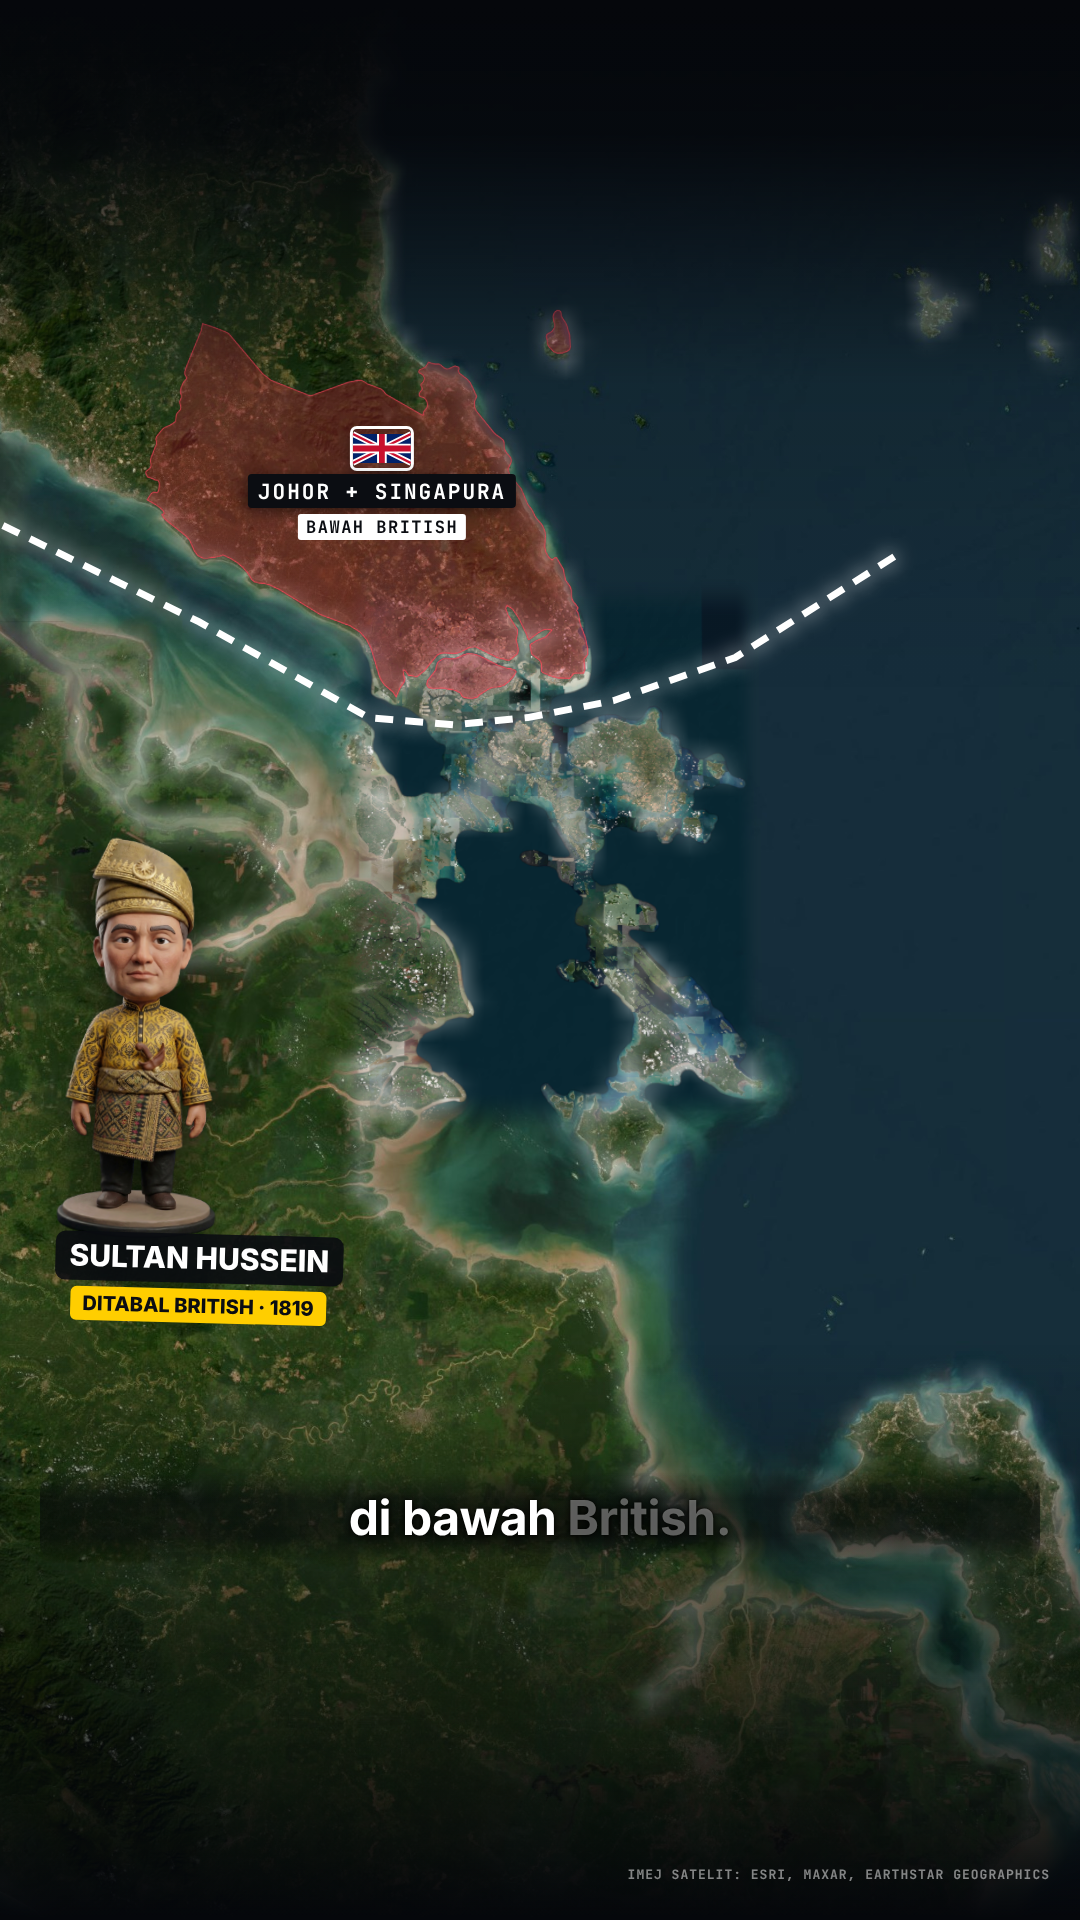 JOHOR + SINGAPURA
BAWAH BRITISH
SULTAN HUSSEIN
DITABAL BRITISH · 1819
di bawah British.
IMEJ SATELIT: ESRI, MAXAR, EARTHSTAR GEOGRAPHICS